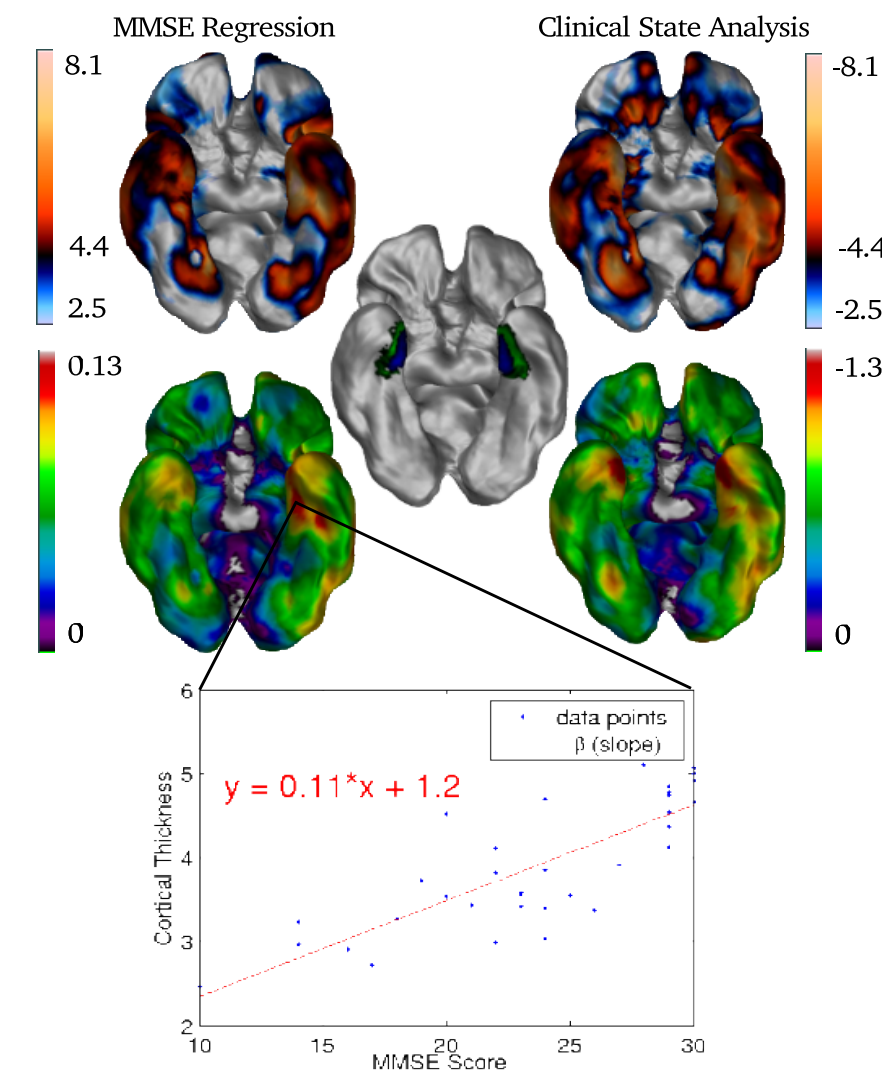 MMSE Regression
Clinical State Analysis
8.1
4.4
2.5
-8.1
-4.4
-2.5
0.13
0
-1.3
0
6
5
4
3
2
Cortical Thickness
data points
β (slope)
y = 0.11*x + 1.2
10 15 20 25 30
MMSE Score